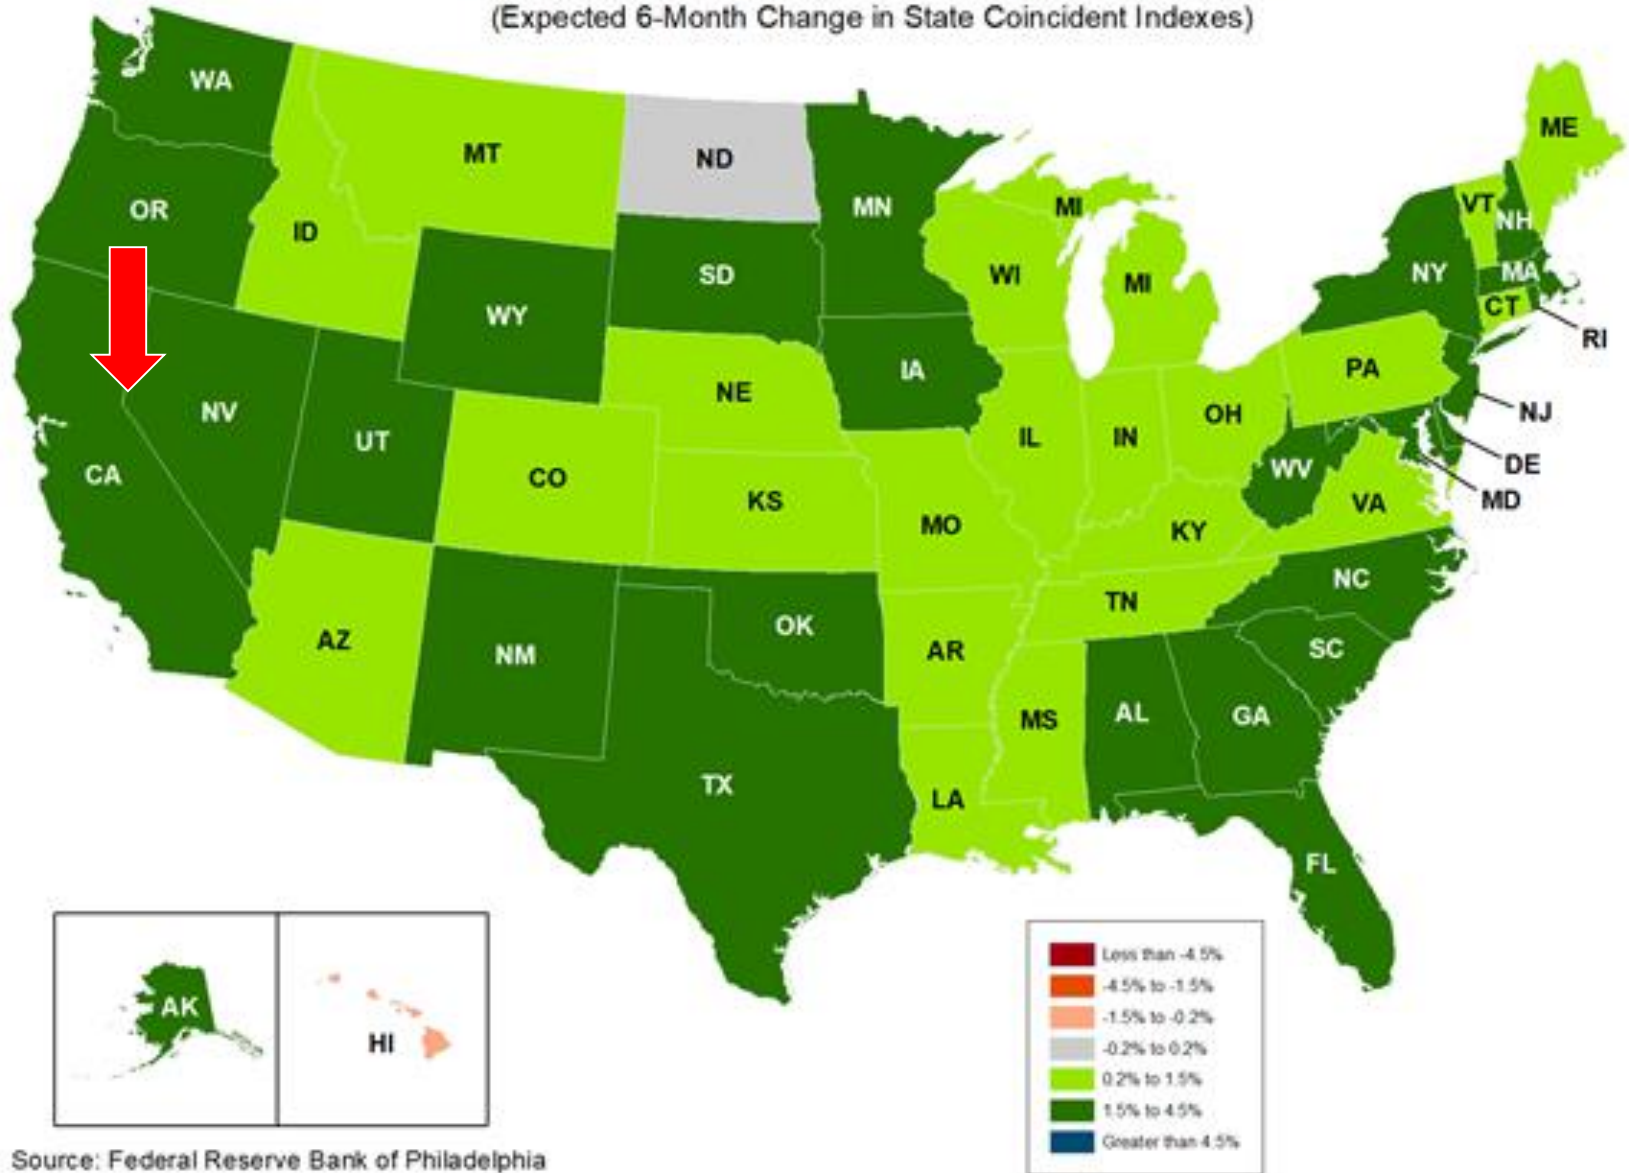 (Expected 6-Month Change in State Coincident Indexes)
WA
MT
ND
MN
ME
OR
ID
SD
WI
MI
MI
VT
NH
NY
MA
CT
RI
WY
IA
NE
PA
NJ
NV
UT
CO
KS
IL
IN
OH
WV
DE
MD
VA
CA
MO
KY
NC
AZ
NM
OK
AR
TN
SC
MS
AL
GA
TX
LA
FL
AK
HI
Less than -4.5%
-4.5% to -1.5%
-1.5% to -0.2%
-0.2% to 0.2%
0.2% to 1.5%
1.5% to 4.5%
Greater than 4.5%
Source: Federal Reserve Bank of Philadelphia